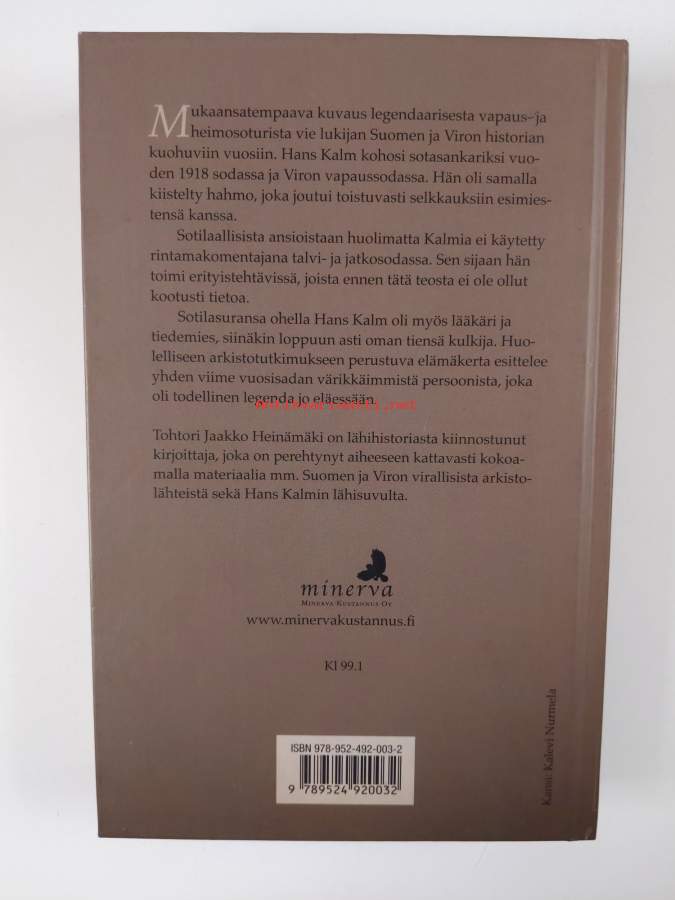 Mukaansatempaava kuvaus legendaarisesta vapaus- ja
heimosoturista vie lukijan Suomen ja Viron historian
kuohuviin vuosiin. Hans Kalm kohosi sotasankariksi vuo-
den 1918 sodassa ja Viron vapaussodassa. Hän oli samalla
kiistelty hahmo, joka joutui toistuvasti selkkauksiin esimies-
tensä kanssa.
Sotilaallisista ansioistaan huolimatta Kalmia ei käytetty
rintamakomentajana talvi- ja jatkosodassa. Sen sijaan hän
toimi erityistehtävissä, joista ennen tätä teosta ei ole ollut
kootusti tietoa.
Sotilasuransa ohella Hans Kalm oli myös lääkäri ja
tiedemies, siinäkin loppuun asti oman tiensä kulkija. Huo-
lelliseen arkistotutkimukseen perustuva elämäkerta esittelee
yhden viime vuosisadan värikkäimmistä persoonista, joka
oli todellinen legenda jo eläessään.
Tohtori Jaakko Heinämäki on lähihistoriasta kiinnostunut
kirjoittaja, joka on perehtynyt aiheeseen kattavasti kokoa-
malla materiaalia mm. Suomen ja Viron virallisista arkisto-
lähteistä sekä Hans Kalmin lähisuvulta.
minerva
MINERVA KUSTANNUS OY
www.minervakustannus.fi
Kl 99.1
Kansi: Kalevi Nurmela
ISBN 978-952-492-003-2
9 789524 920032